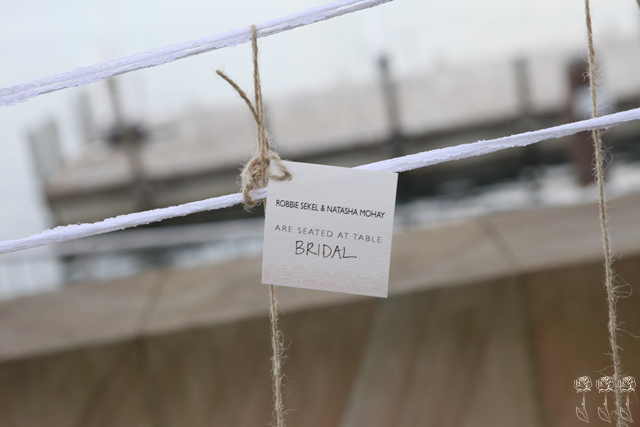 ROBBIE SEKEL & NATASHA MOHAY
ARE SEATED AT TABLE
BRIDAL